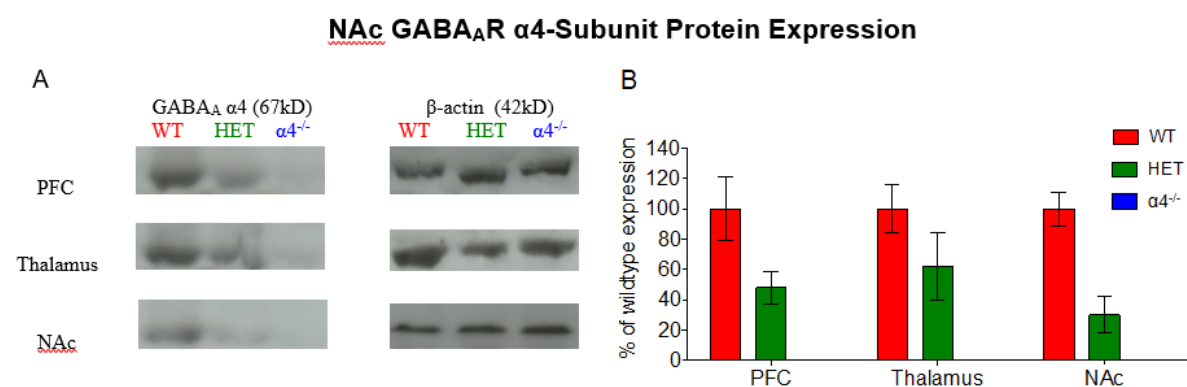 NAc GABAAR α4-Subunit Protein Expression
A
GABAA α4 (67kD)
WT HET α4-/-
β-actin (42kD)
WT HET α4-/-
PFC
Thalamus
NAc
B
WT
HET
α4-/-
% of wildtype expression
140
120
100
80
60
40
20
0
PFC Thalamus NAc